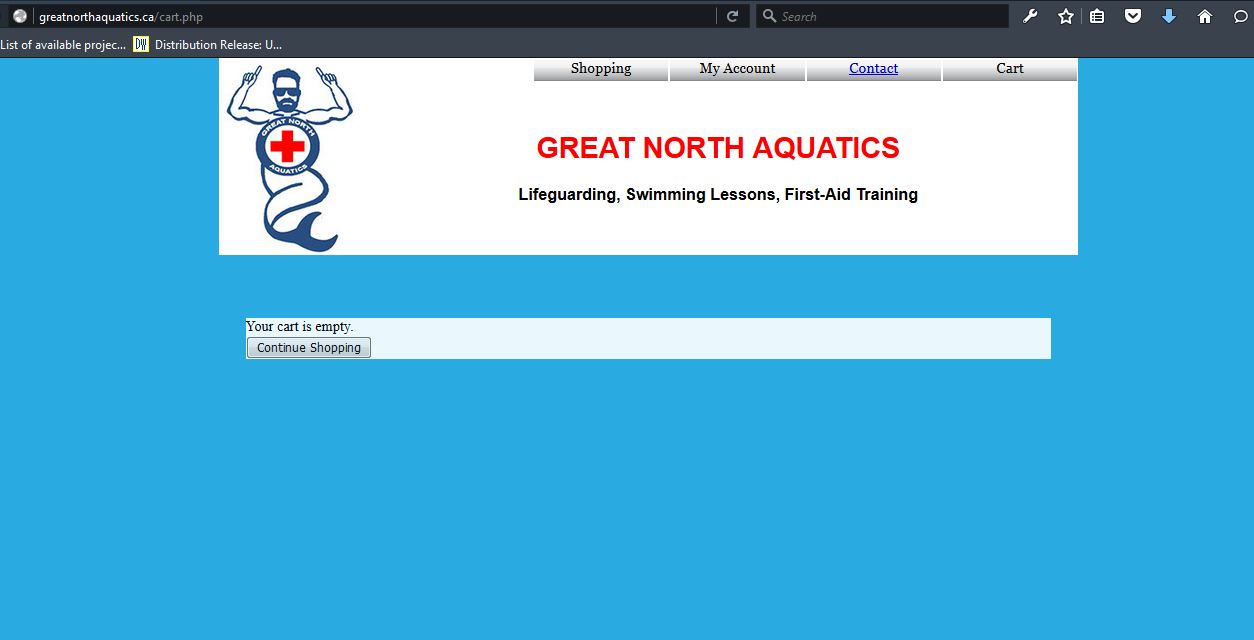 greatnorthaquatics.ca/cart.php
Search
List of available projec...
DW
Distribution Release: U...
Shopping
My Account
Contact
Cart
GREAT NORTH
AQUATICS
GREAT NORTH AQUATICS
Lifeguarding, Swimming Lessons, First-Aid Training
Your cart is empty.
Continue Shopping